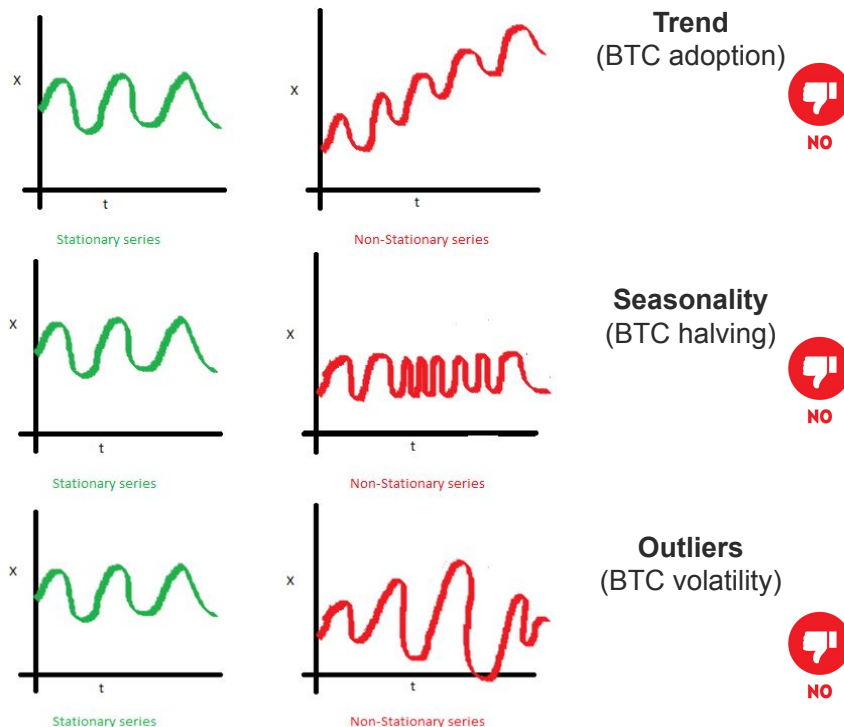 Trend
(BTC adoption)
X
X
NO
t
t
Stationary series
Non-Stationary series
Seasonality
(BTC halving)
X
X
NO
t
t
Stationary series
Non-Stationary series
Outliers
(BTC volatility)
X
X
NO
t
t
Stationary series
Non-Stationary series